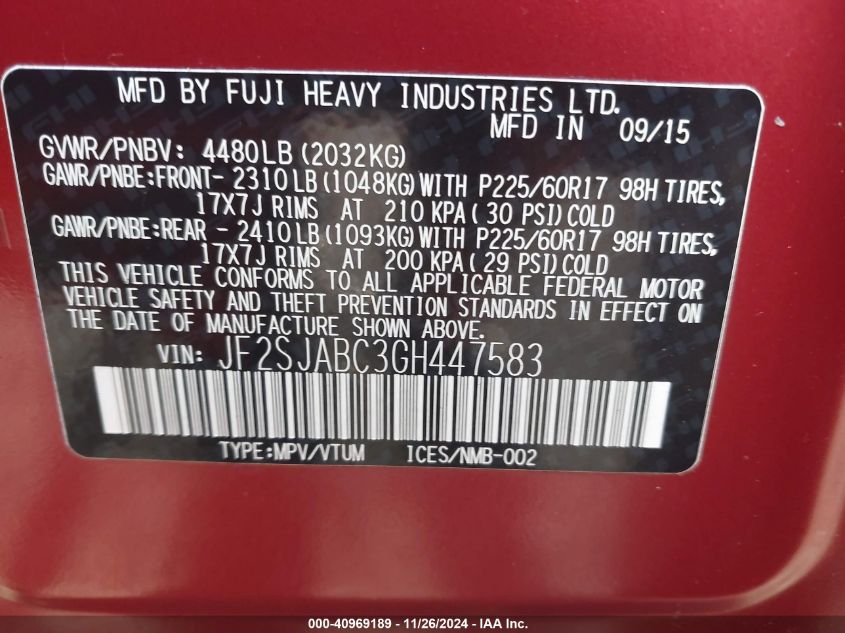 MFD BY FUJI HEAVY INDUSTRIES LTD.
MFD IN 09/15
GVWR/PNBV: 4480LB (2032KG)
GAWR/PNBE:FRONT- 2310LB(1048KG)WITH P225/60R17 98H TIRES,
17X7J RIMS AT 210 KPA( 30 PSI)COLD
GAWR/PNBE:REAR - 2410LB(1093KG)WITH P225/60R17 98H TIRES,
17X7J RIMS AT 200 KPA(29 PSI)COLD
THIS VEHICLE CONFORMS TO ALL APPLICABLE FEDERAL MOTOR
VEHICLE SAFETY AND THEFT PREVENTION STANDARDS IN EFFECT ON
THE DATE OF MANUFACTURE SHOWN ABOVE.
VIN: JF2SJABC3GH447583
TYPE:MPV/VTUM ICES/NMB-002
000-40969189 - 11/26/2024 - IAA Inc.